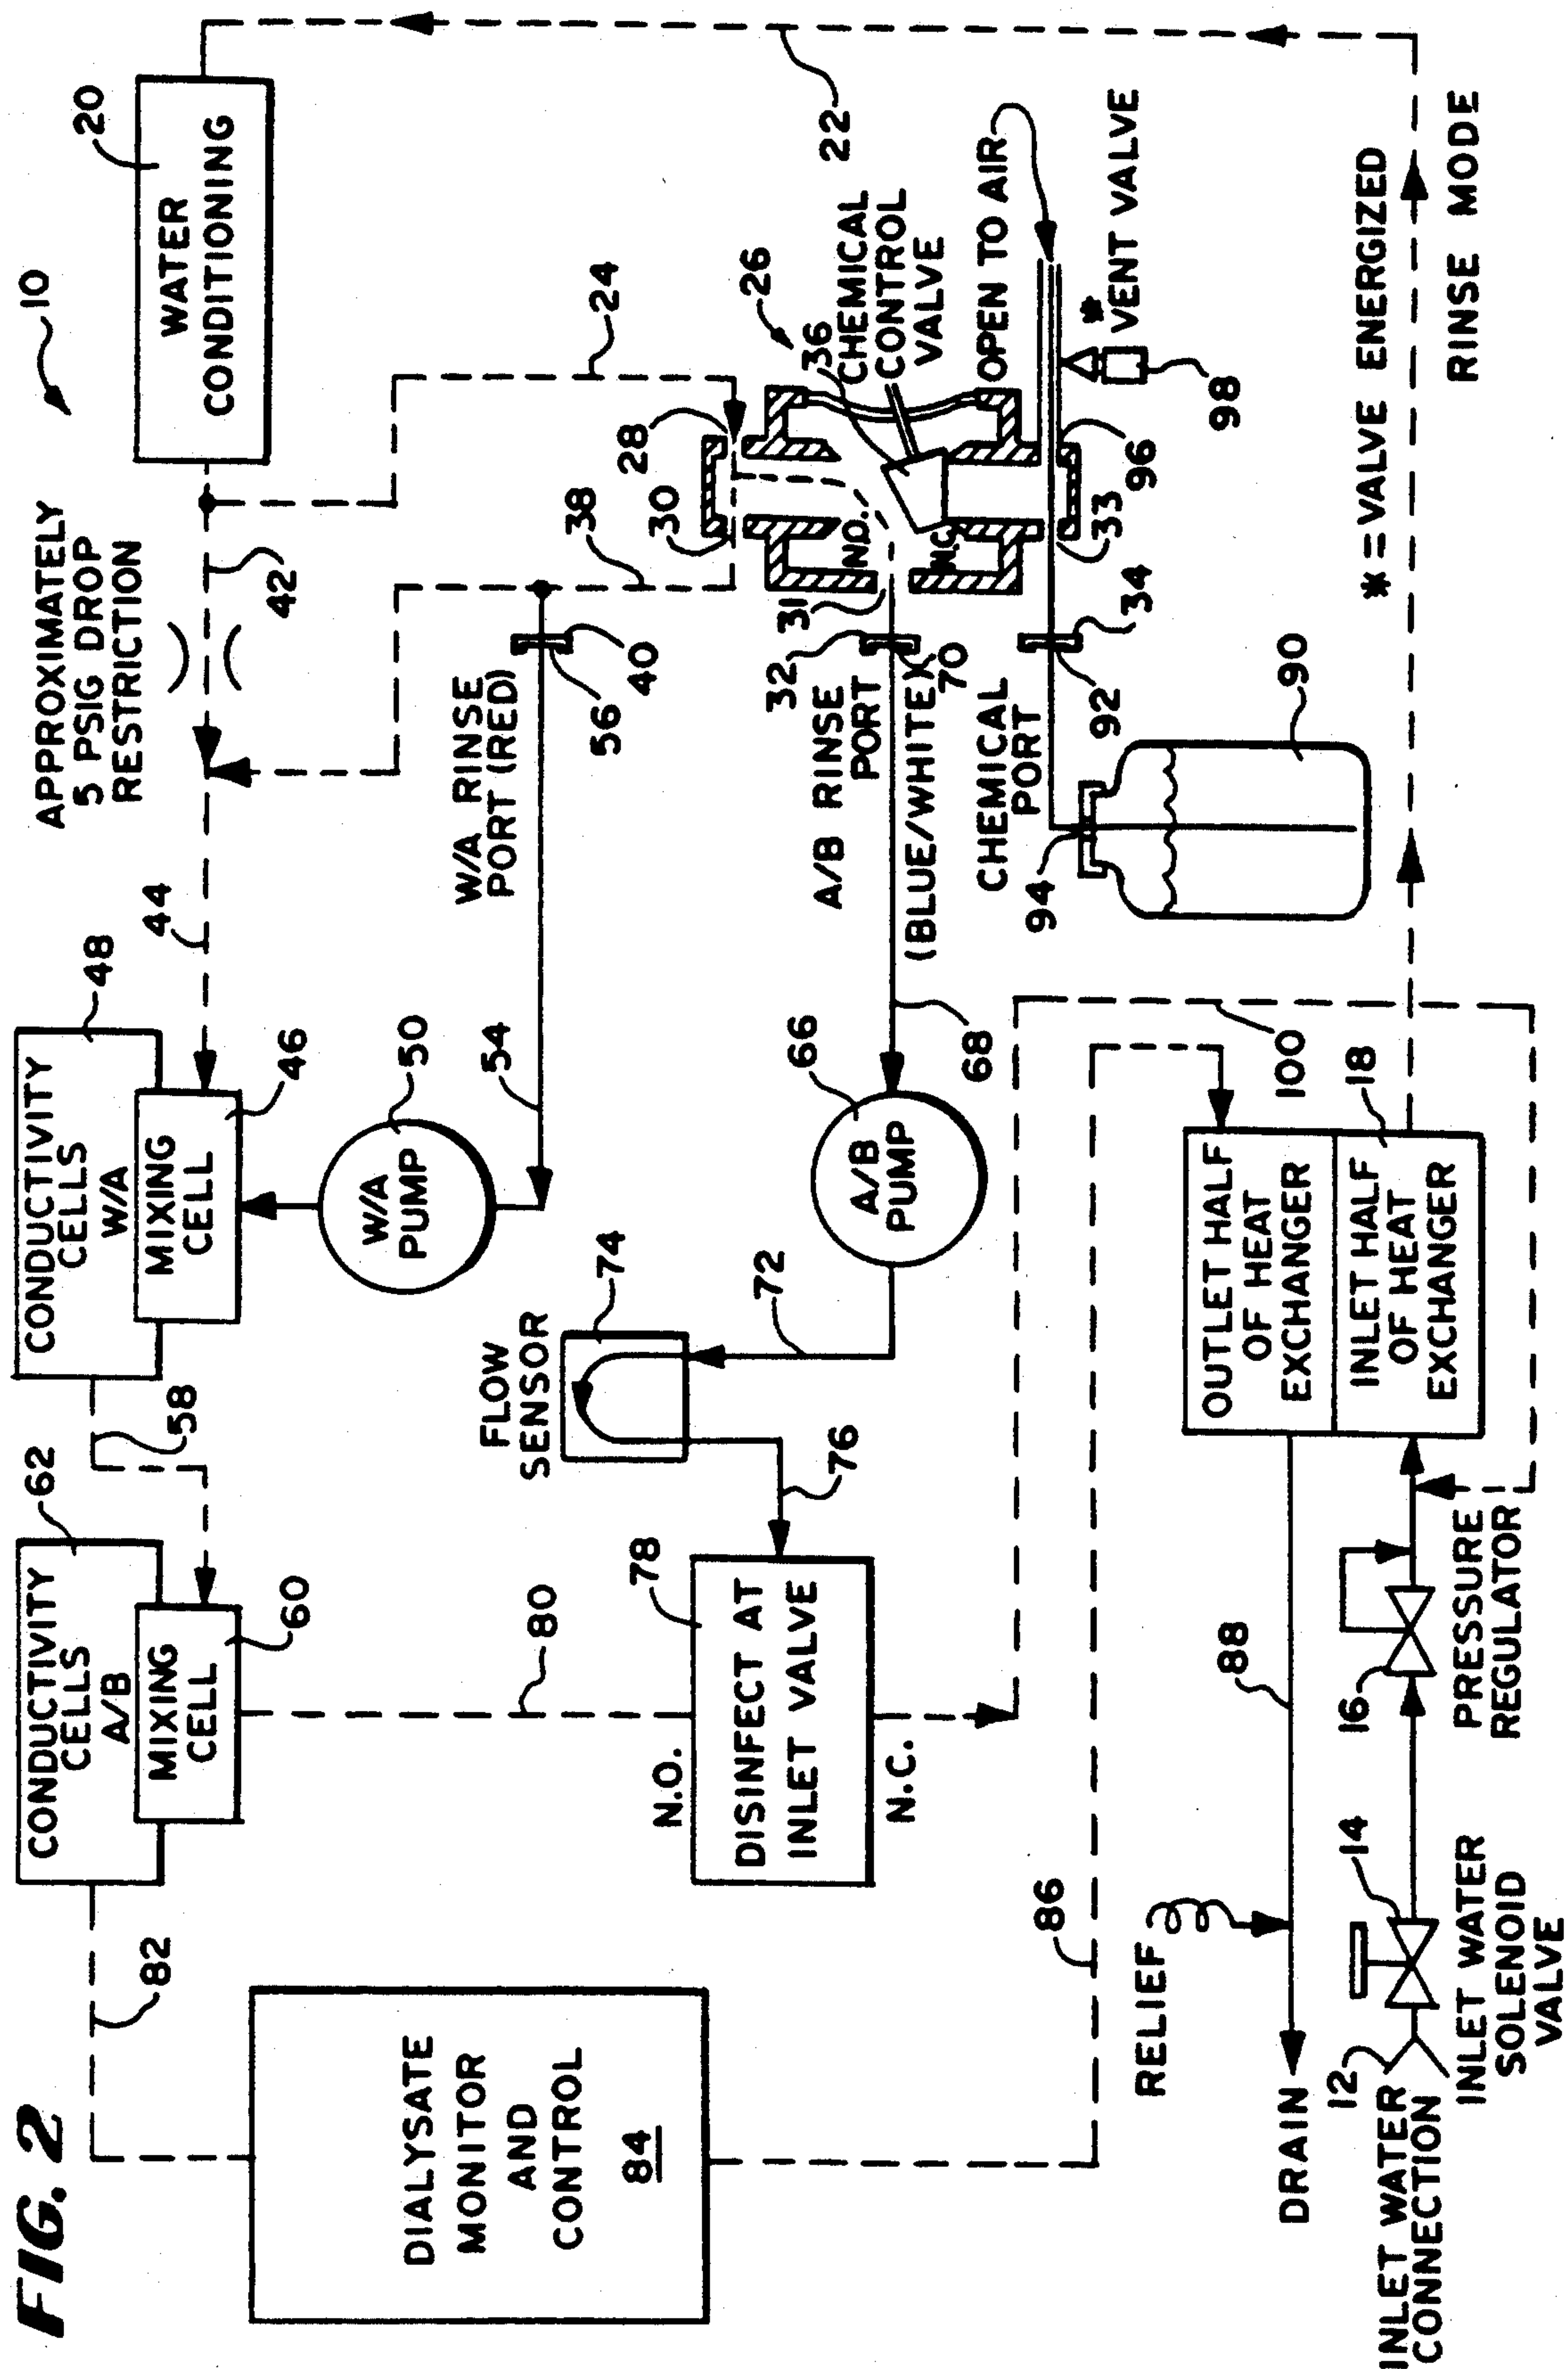 FIG. 2
10
20
WATER
CONDITIONING
APPROXIMATELY
5 PSIG DROP
RESTRICTION
42
44
22
24
48
CONDUCTIVITY
CELLS
W/A
MIXING
CELL
46
58
62
CONDUCTIVITY
CELLS
A/B
MIXING
CELL
60
82
80
DIALYSATE
MONITOR
AND
CONTROL
84
W/A
PUMP
50
54
W/A RINSE
PORT (RED)
56
40
38
30
28
26
36
CHEMICAL
CONTROL
VALVE
N.O.
N.C.
31
32
70
A/B RINSE
PORT
(BLUE/WHITE)
68
66
A/B
PUMP
72
FLOW
SENSOR
74
76
78
N.O.
DISINFECT AT
INLET VALVE
N.C.
OPEN TO AIR
* VENT VALVE
98
96
33
34
92
CHEMICAL
PORT
94
90
100
86
OUTLET HALF
OF HEAT
EXCHANGER
INLET HALF
OF HEAT
EXCHANGER
18
88
RELIEF
DRAIN
12
INLET WATER
CONNECTION
14
INLET WATER
SOLENOID
VALVE
16
PRESSURE
REGULATOR
* = VALVE ENERGIZED
RINSE MODE